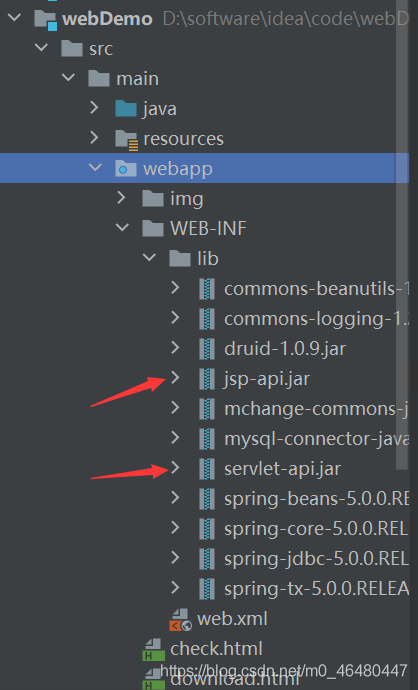 webDemo D:\software\idea\code\webD
src
main
java
resources
webapp
img
WEB-INF
lib
commons-beanutils-1
commons-logging-1.
druid-1.0.9.jar
jsp-api.jar
mchange-commons-j
mysql-connector-java
servlet-api.jar
spring-beans-5.0.0.RE
spring-core-5.0.0.REL
spring-jdbc-5.0.0.REL
spring-tx-5.0.0.RELEA
web.xml
check.html
https://blog.csdn.net/m0_46480447
download.html